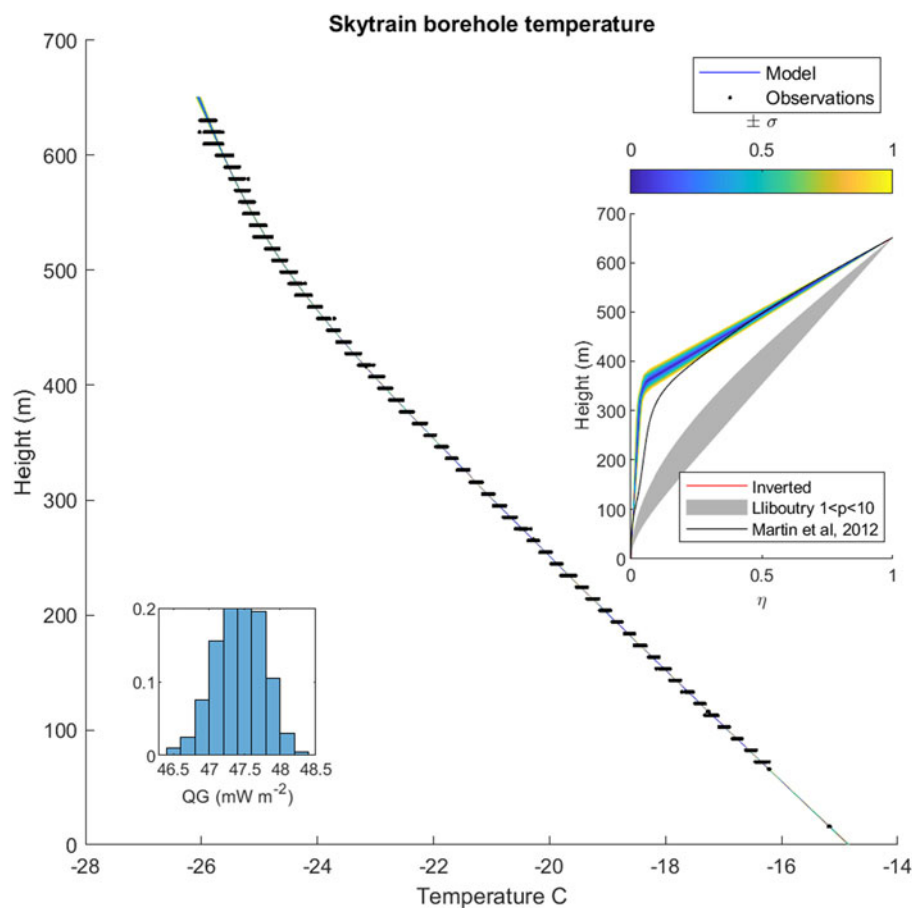 Skytrain borehole temperature
Model
Observations
± σ
0 0.5 1
700
600
500
400
300
200
100
0
Height (m)
-28 -26 -24 -22 -20 -18 -16 -14
Temperature C
700
600
500
400
300
200
100
0
Height (m)
Inverted
Lliboutry 1<p<10
Martin et al, 2012
0 0.5 1
η
0.2
0.1
0
46.5 47 47.5 48 48.5
QG (mW m-2)